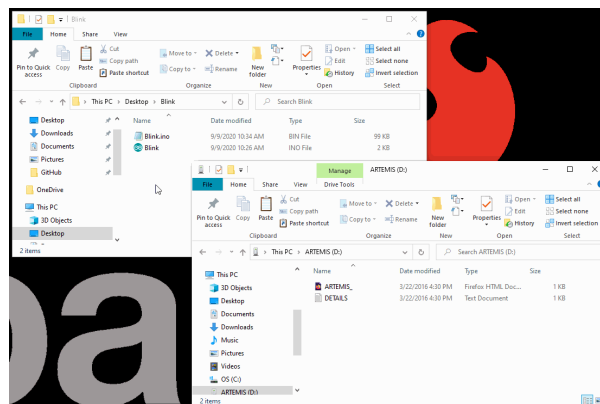 Blink
File Home Share View
Pin to Quick access
Copy
Paste
Cut
Copy path
Paste shortcut
Move to
Copy to
Delete
Rename
New folder
Properties
Open
Edit
History
Select all
Select none
Invert selection
Clipboard Organize New Open Select
This PC > Desktop > Blink
Search Blink
Desktop
Downloads
Documents
Pictures
GitHub
OneDrive
This PC
3D Objects
Desktop
2 items
Name Date modified Type Size
Blink.ino 9/9/2020 10:34 AM BIN File 99 KB
Blink 9/9/2020 10:26 AM INO File 2 KB
Manage ARTEMIS (D:)
File Home Share View Drive Tools
Pin to Quick access
Copy
Paste
Cut
Copy path
Paste shortcut
Move to
Copy to
Delete
Rename
New folder
Properties
Open
Edit
History
Select all
Select none
Invert selection
Clipboard Organize New Open Select
This PC > ARTEMIS (D:)
Search ARTEMIS (D:)
This PC
3D Objects
Desktop
Documents
Downloads
Music
Pictures
Videos
OS (C:)
ARTEMIS (D:)
2 items
Name Date modified Type Size
ARTEMIS_ 3/22/2016 4:30 PM Firefox HTML Doc... 1 KB
DETAILS 3/22/2016 4:30 PM Text Document 1 KB
pa